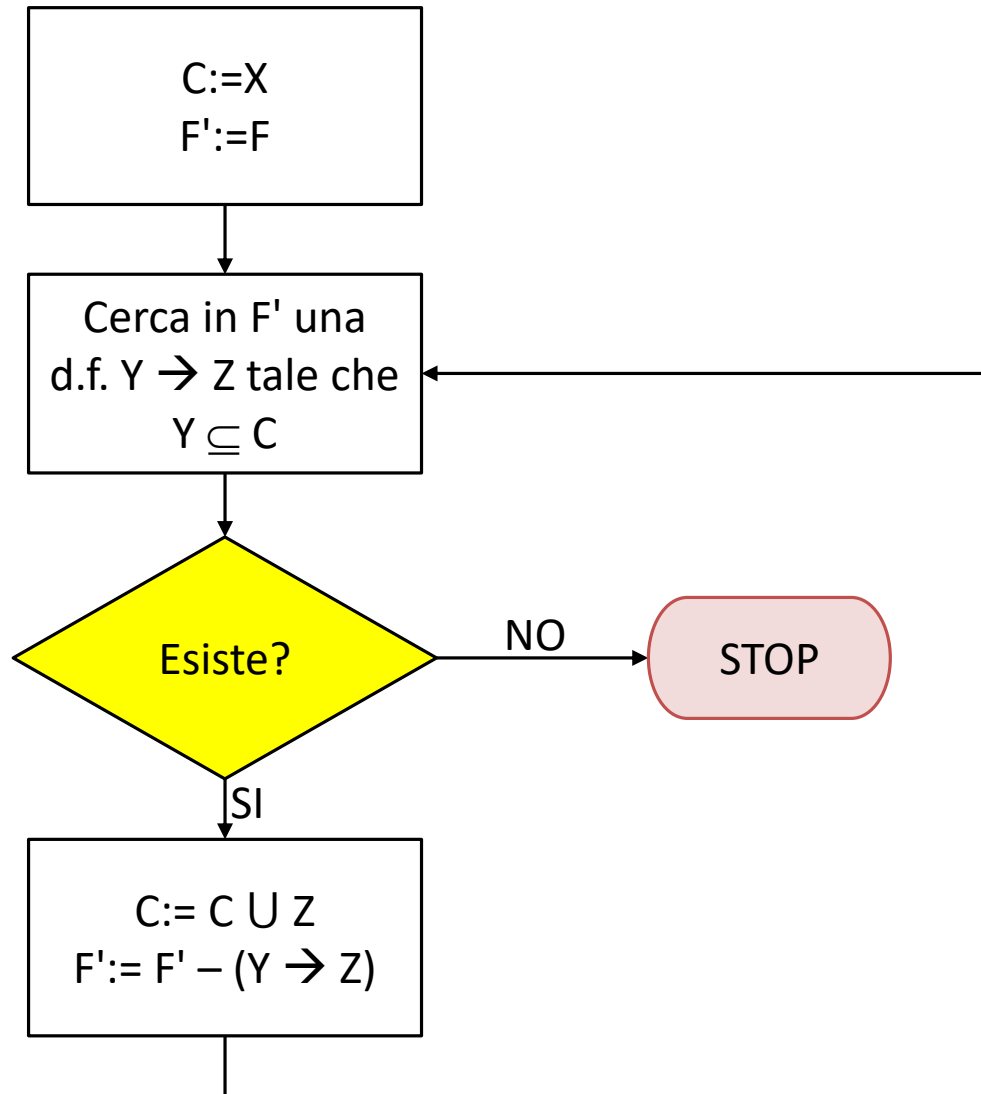 C:=X
F':=F
Cerca in F' una
d.f. Y → Z tale che
Y ⊆ C
Esiste?
NO
STOP
SI
C:= C ∪ Z
F':= F' – (Y → Z)